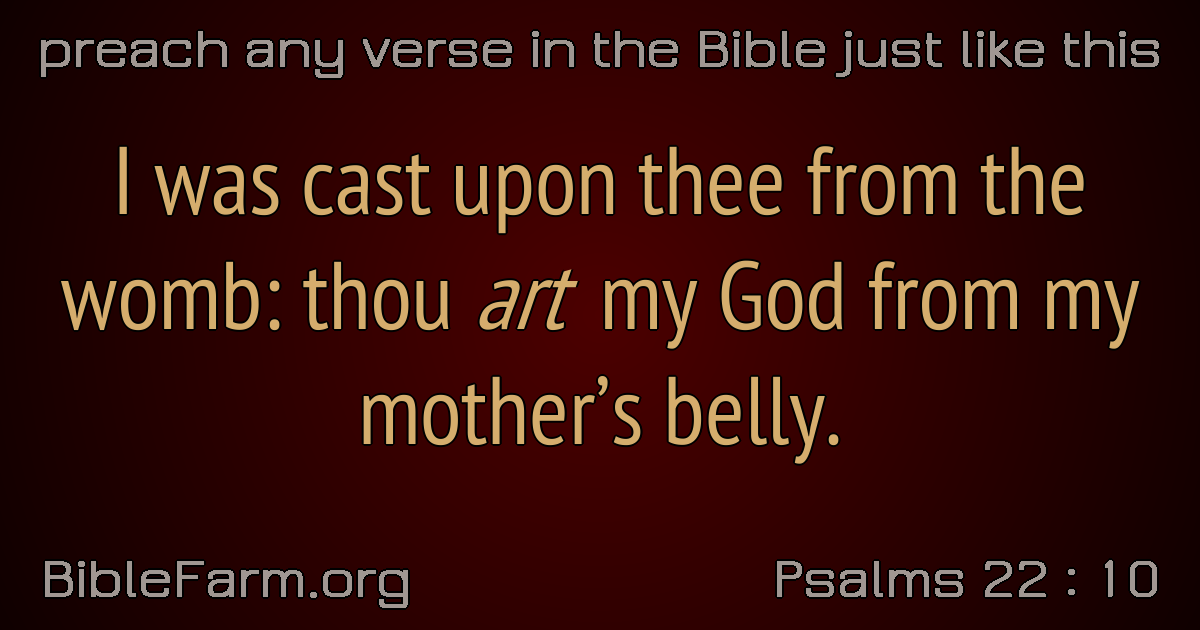 preach any verse in the Bible just like this
I was cast upon thee from the
womb: thou art my God from my
mother’s belly.
BibleFarm.org
Psalms 22 : 10